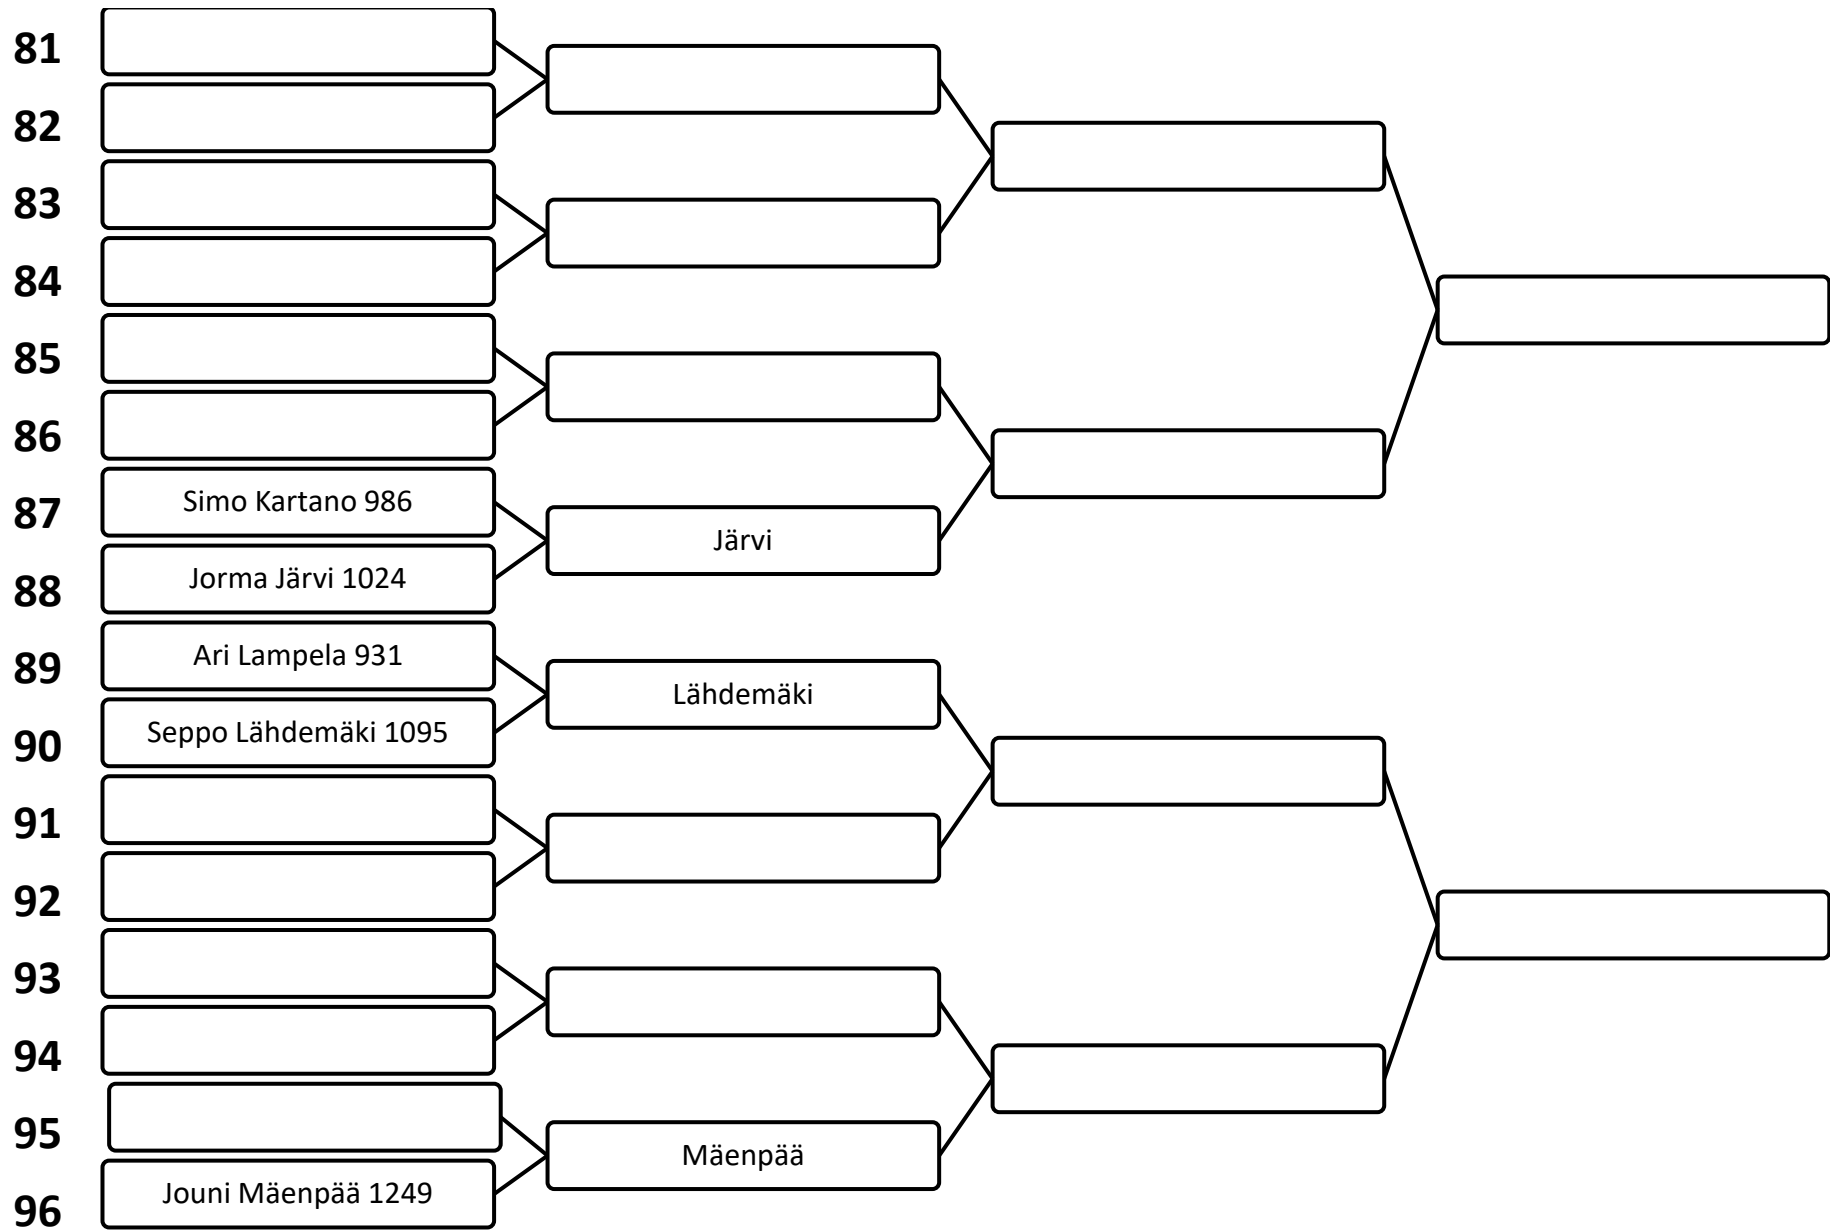 81
82
83
84
85
86
87 Simo Kartano 986
Järvi
88 Jorma Järvi 1024
89 Ari Lampela 931
Lähdemäki
90 Seppo Lähdemäki 1095
91
92
93
94
95
Mäenpää
96 Jouni Mäenpää 1249